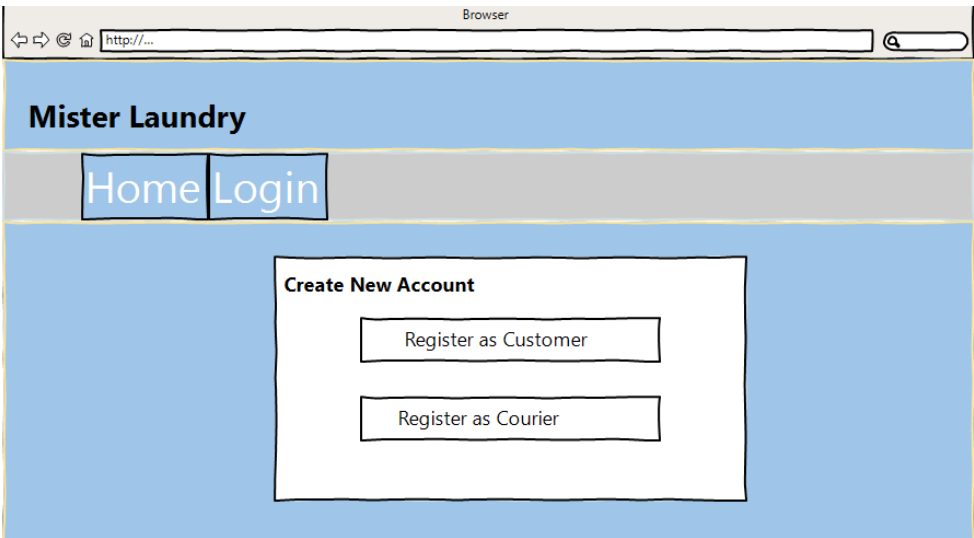 Browser
http://...
Mister Laundry
Home Login
Create New Account
Register as Customer
Register as Courier